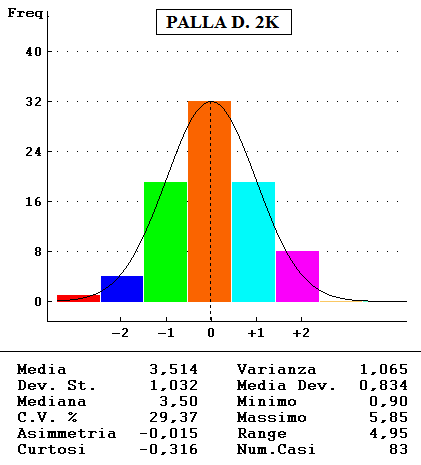 PALLA D. 2K
Freq
40
32
24
16
8
0
-2 -1 0 +1 +2
Media 3,514 Varianza 1,065
Dev. St. 1,032 Media Dev. 0,834
Mediana 3,50 Minimo 0,90
C.V. % 29,37 Massimo 5,85
Asimmetria -0,015 Range 4,95
Curtosi -0,316 Num.Casi 83